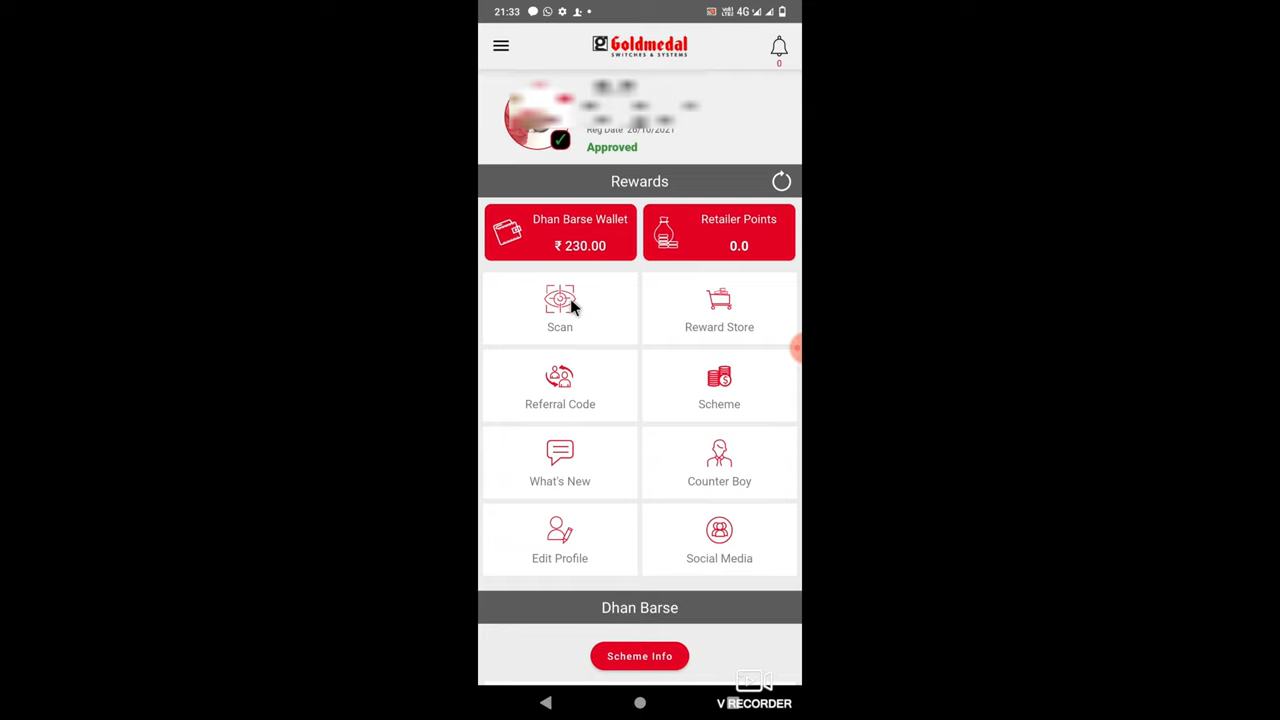 21:33
4G
Goldmedal
SWITCHES & SYSTEMS
0
Reg Date 26/10/2021
Approved
Rewards
Dhan Barse Wallet
₹ 230.00
Retailer Points
0.0
Scan
Reward Store
Referral Code
Scheme
What's New
Counter Boy
Edit Profile
Social Media
Dhan Barse
Scheme Info
V RECORDER